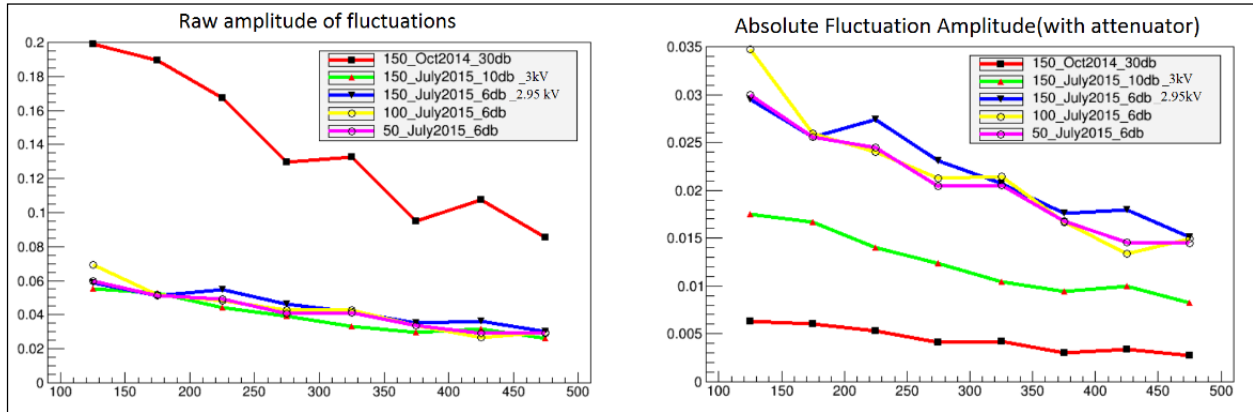 Raw amplitude of fluctuations
0.2
0.18
0.16
0.14
0.12
0.1
0.08
0.06
0.04
0.02
0
100 150 200 250 300 350 400 450 500
150_Oct2014_30db
150_July2015_10db _3kV
150_July2015_6db _2.95 kV
100_July2015_6db
50_July2015_6db
Absolute Fluctuation Amplitude(with attenuator)
0.035
0.03
0.025
0.02
0.015
0.01
0.005
0
100 150 200 250 300 350 400 450 500
150_Oct2014_30db
150_July2015_10db _3kV
150_July2015_6db _2.95kV
100_July2015_6db
50_July2015_6db